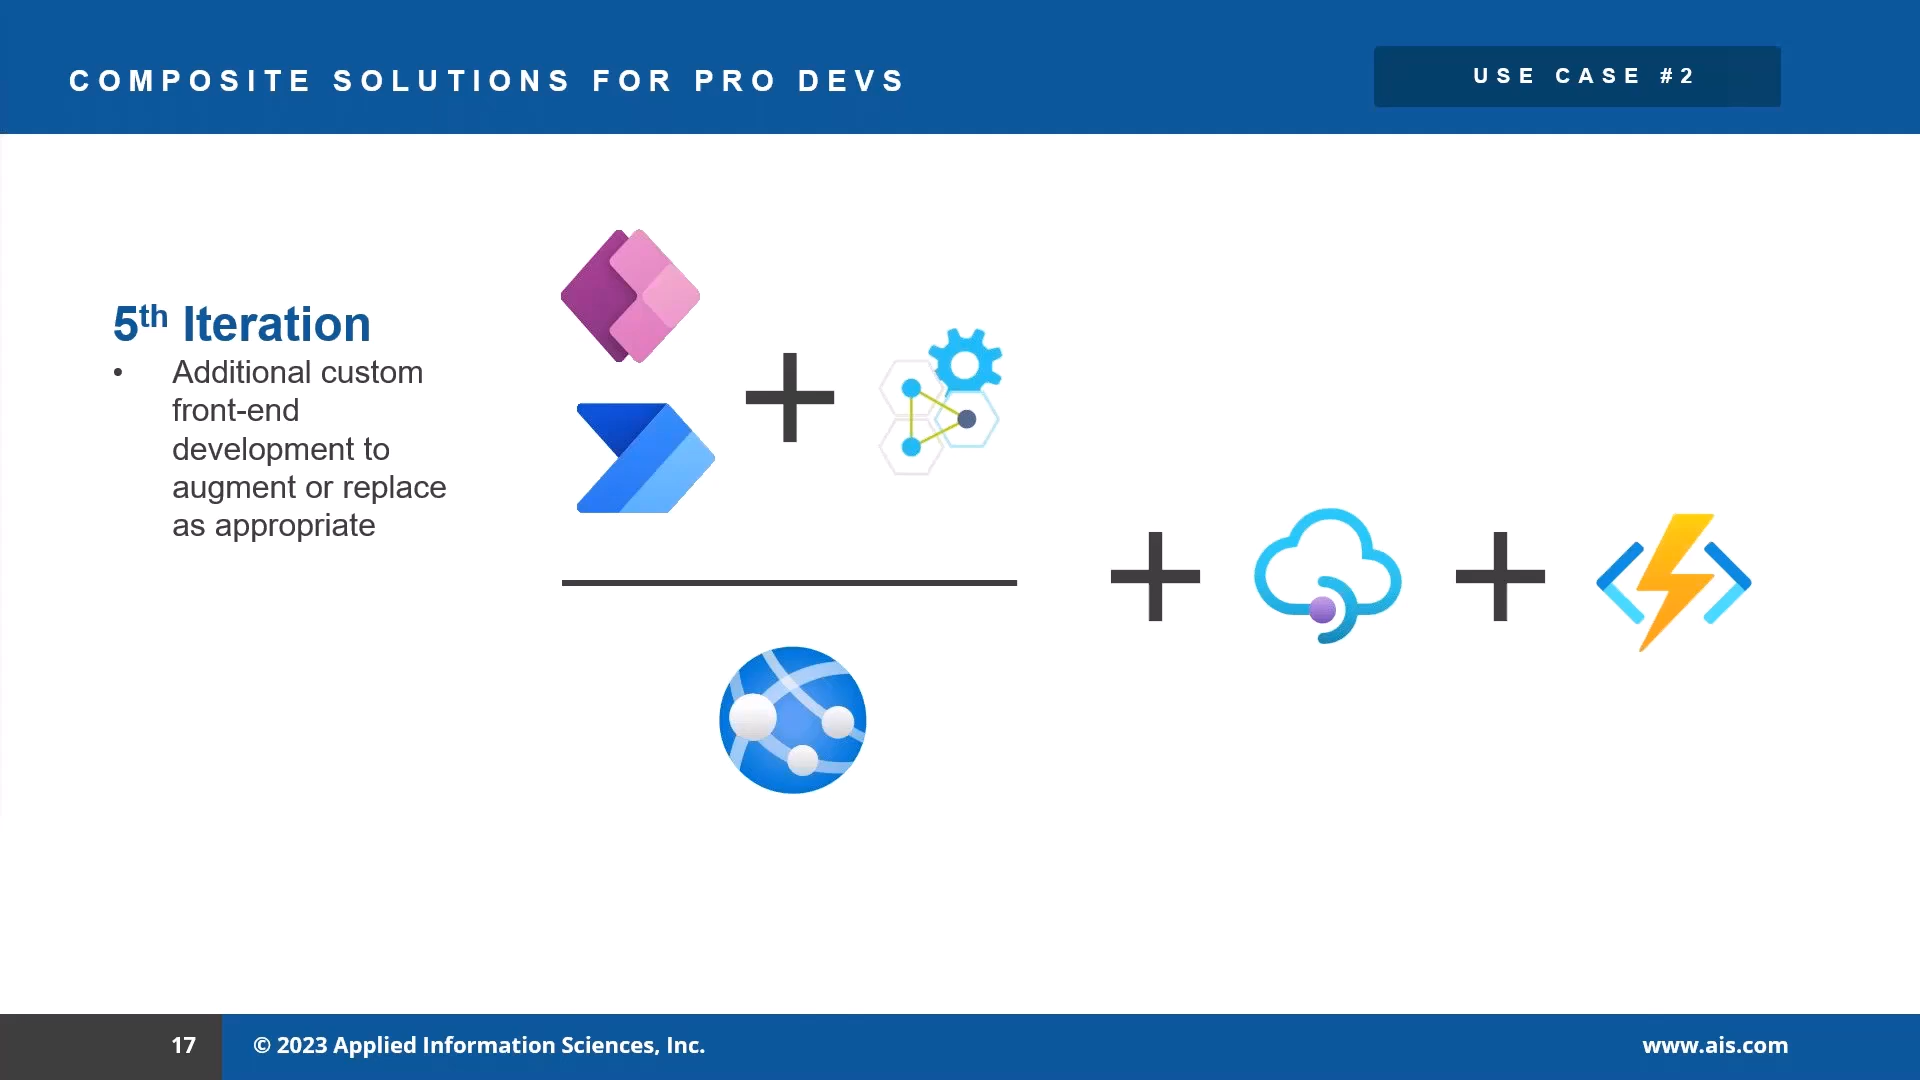 COMPOSITE SOLUTIONS FOR PRO DEVS
USE CASE #2
5th Iteration
• Additional custom
front-end
development to
augment or replace
as appropriate
17
© 2023 Applied Information Sciences, Inc.
www.ais.com